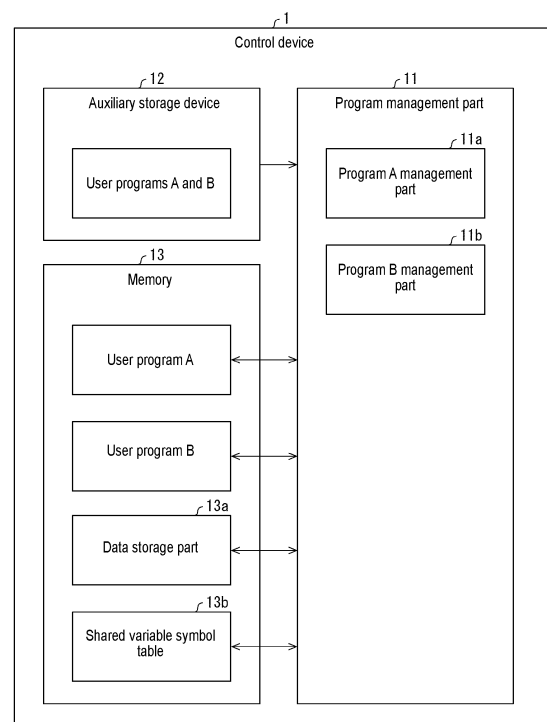 1
Control device
12
Auxiliary storage device
User programs A and B
11
Program management part
11a
Program A management
part
11b
Program B management
part
13
Memory
User program A
User program B
13a
Data storage part
13b
Shared variable symbol
table